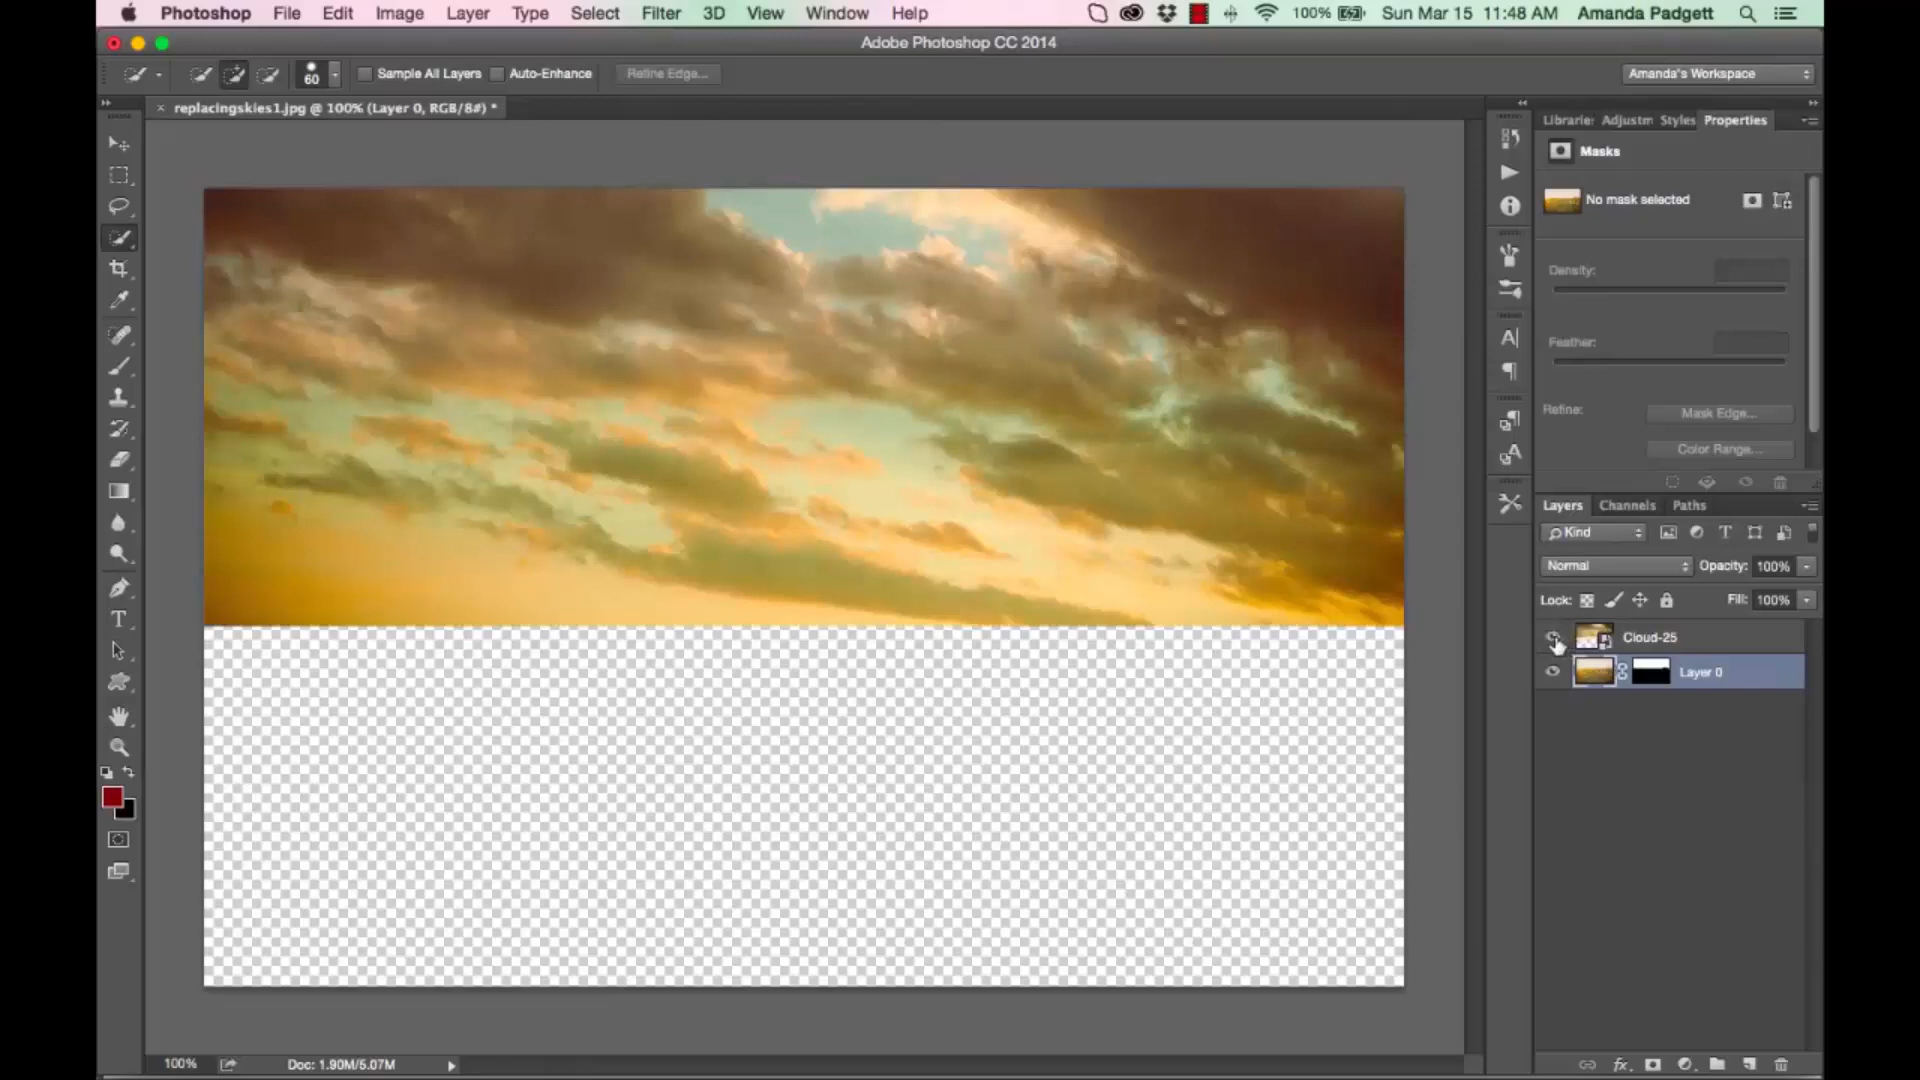 Photoshop File Edit Image Layer Type Select Filter 3D View Window Help 100% Sun Mar 15 11:48 AM Amanda Padgett
Adobe Photoshop CC 2014
60 Sample All Layers Auto-Enhance Refine Edge... Amanda's Workspace
replacingskies1.jpg @ 100% (Layer 0, RGB/8#) *
Librarie: Adjustm Styles Properties
Masks
No mask selected
Density:
Feather:
Refine: Mask Edge...
Color Range...
Layers Channels Paths
Kind
Normal Opacity: 100%
Lock: Fill: 100%
Cloud-25
Layer 0
100% Doc: 1.90M/5.07M